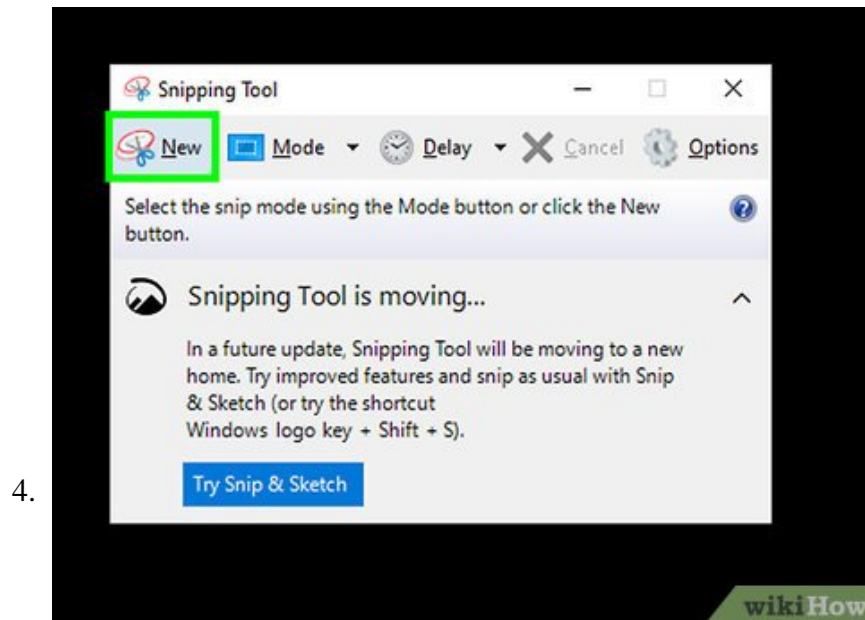 Snipping Tool
New Mode Delay Cancel Options
Select the snip mode using the Mode button or click the New
button.
Snipping Tool is moving...
In a future update, Snipping Tool will be moving to a new
home. Try improved features and snip as usual with Snip
& Sketch (or try the shortcut
Windows logo key + Shift + S).
4.
Try Snip & Sketch
wikiHow